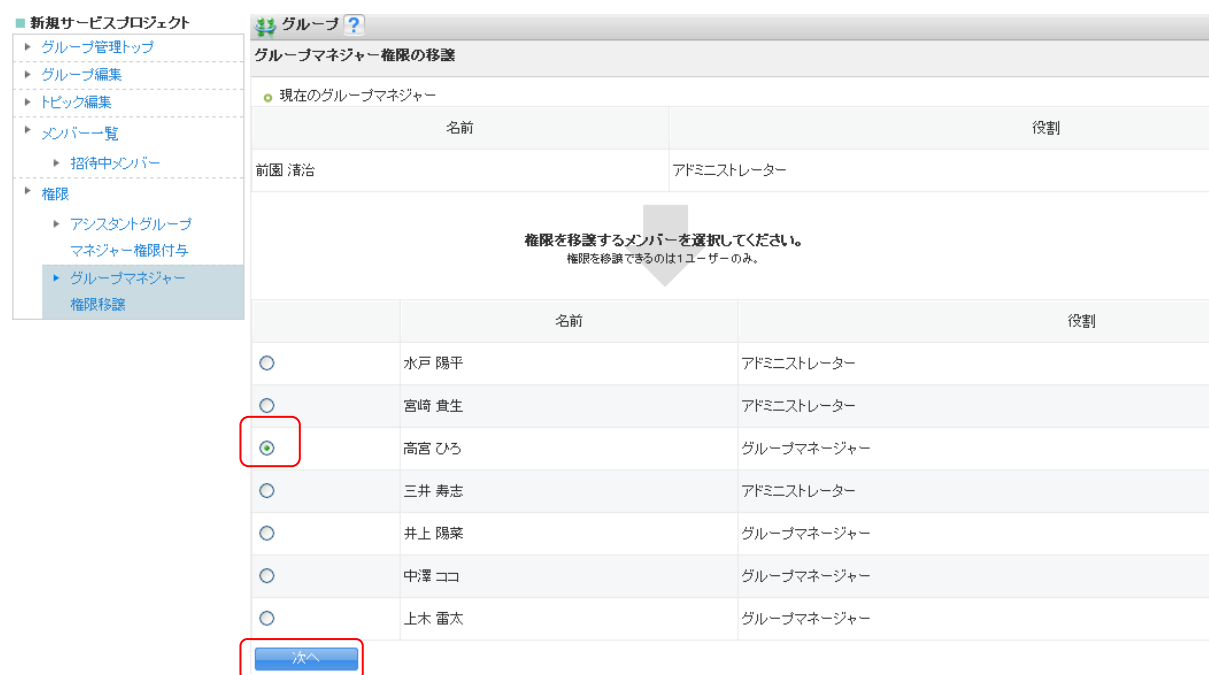 新規サービスプロジェクト
グループ管理トップ
グループ編集
トピック編集
メンバー一覧
招待中メンバー
権限
アシスタントグループ
マネジャー権限付与
グループマネジャー
権限移譲
グループ ?
グループマネジャー権限の移譲
現在のグループマネジャー
名前 役割
前園 清治 アドミニストレーター
権限を移譲するメンバーを選択してください。
権限を移譲できるのは1ユーザーのみ。
名前 役割
水戸 陽平 アドミニストレーター
宮崎 貴生 アドミニストレーター
高宮 ひろ グループマネージャー
三井 寿志 アドミニストレーター
井上 陽菜 グループマネージャー
中澤 ココ グループマネージャー
上木 雷太 グループマネージャー
次へ